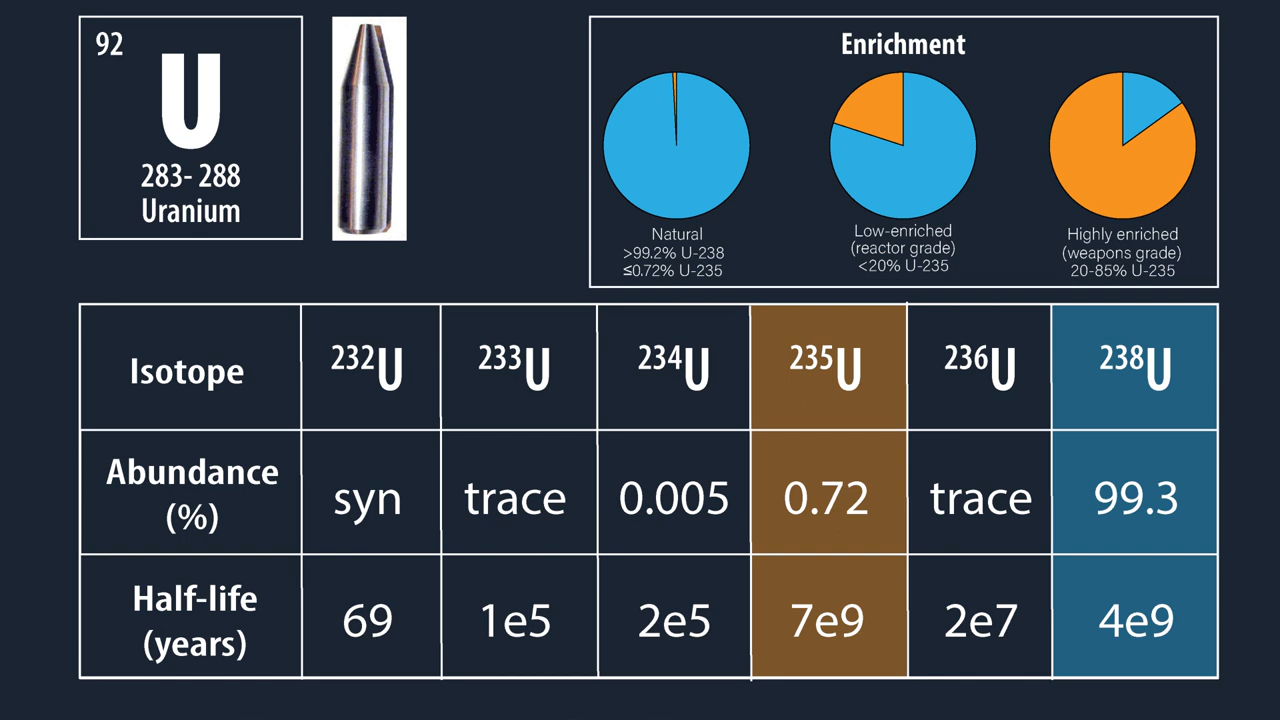 92
U
283- 288
Uranium
Enrichment
Natural
>99.2% U-238
≤0.72% U-235
Low-enriched
(reactor grade)
<20% U-235
Highly enriched
(weapons grade)
20-85% U-235
Isotope 232U 233U 234U 235U 236U 238U
Abundance (%) syn trace 0.005 0.72 trace 99.3
Half-life (years) 69 1e5 2e5 7e9 2e7 4e9